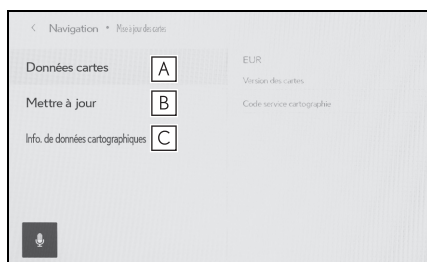 < Navigation • Mise à jour des cartes
Données cartes A
Mettre à jour B
Info. de données cartographiques C
EUR
Version des cartes
Code service cartographie